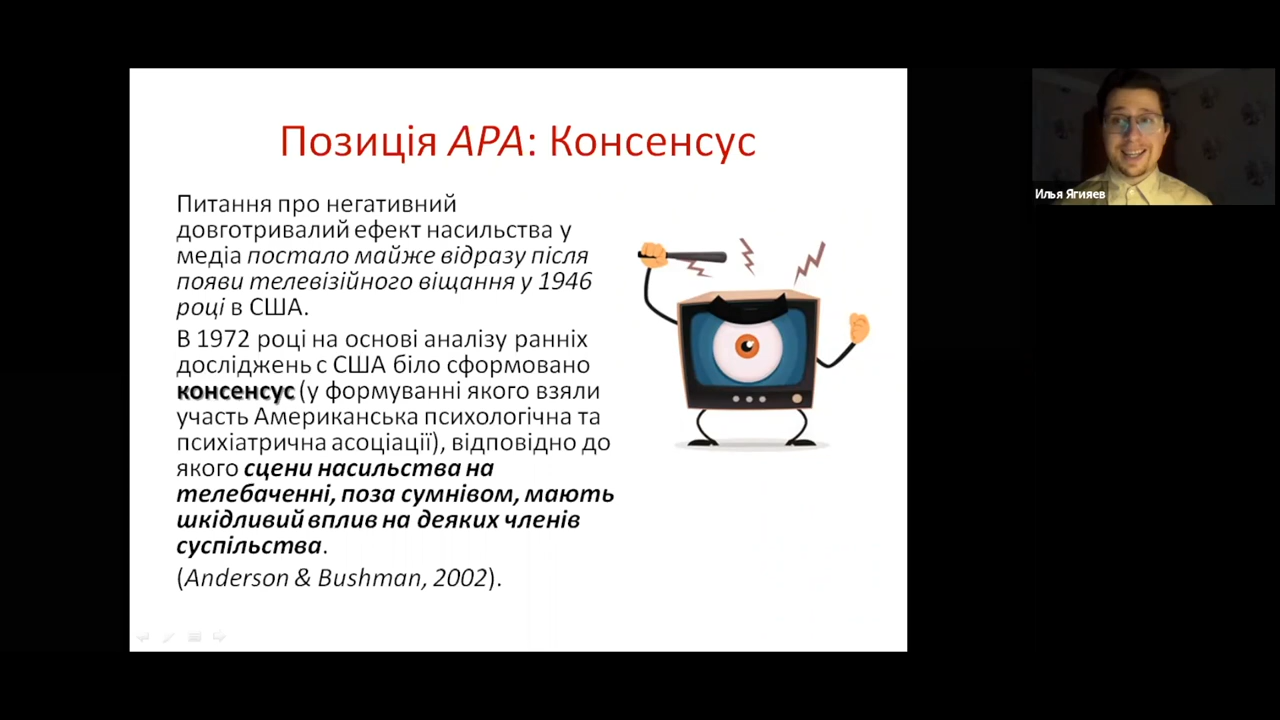 Позиція APA: Консенсус
Питання про негативний
довготривалий ефект насильства у
медіа постало майже відразу після
появи телевізійного віщання у 1946
році в США.
В 1972 році на основі аналізу ранніх
досліджень с США біло сформовано
консенсус (у формуванні якого взяли
участь Американська психологічна та
психіатрична асоціації), відповідно до
якого сцени насильства на
телебаченні, поза сумнівом, мають
шкідливий вплив на деяких членів
суспільства.
(Anderson & Bushman, 2002).
Илья Ягияев